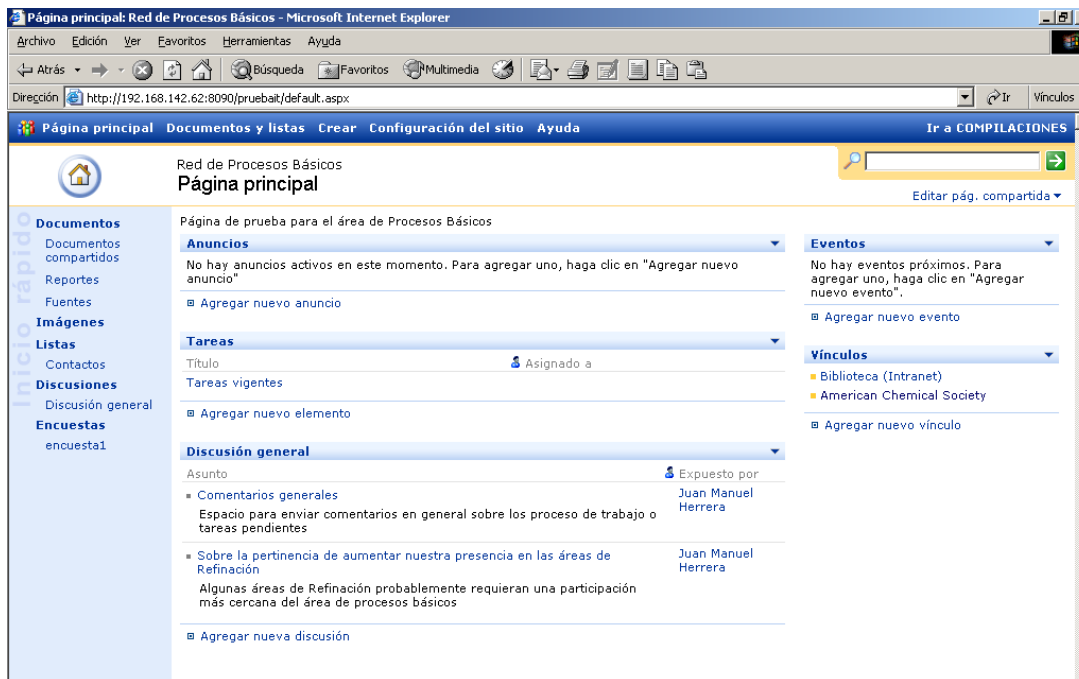 Página principal: Red de Procesos Básicos - Microsoft Internet Explorer
Archivo Edición Ver Favoritos Herramientas Ayuda
Atrás Búsqueda Favoritos Multimedia
Dirección http://192.168.142.62:8090/pruebait/default.aspx Ir Vínculos
Página principal Documentos y listas Crear Configuración del sitio Ayuda Ir a COMPILACIONES
Red de Procesos Básicos
Página principal
Editar pág. compartida
Inicio rápido
Documentos
Documentos
compartidos
Reportes
Fuentes
Imágenes
Listas
Contactos
Discusiones
Discusión general
Encuestas
encuesta1
Página de prueba para el área de Procesos Básicos
Anuncios
No hay anuncios activos en este momento. Para agregar uno, haga clic en "Agregar nuevo
anuncio"
Agregar nuevo anuncio
Tareas
Título Asignado a
Tareas vigentes
Agregar nuevo elemento
Discusión general
Asunto Expuesto por
Comentarios generales Juan Manuel
Herrera
Espacio para enviar comentarios en general sobre los proceso de trabajo o
tareas pendientes
Sobre la pertinencia de aumentar nuestra presencia en las áreas de Juan Manuel
Refinación Herrera
Algunas áreas de Refinación probablemente requieran una participación
más cercana del área de procesos básicos
Agregar nueva discusión
Eventos
No hay eventos próximos. Para
agregar uno, haga clic en "Agregar
nuevo evento".
Agregar nuevo evento
Vínculos
Biblioteca (Intranet)
American Chemical Society
Agregar nuevo vínculo